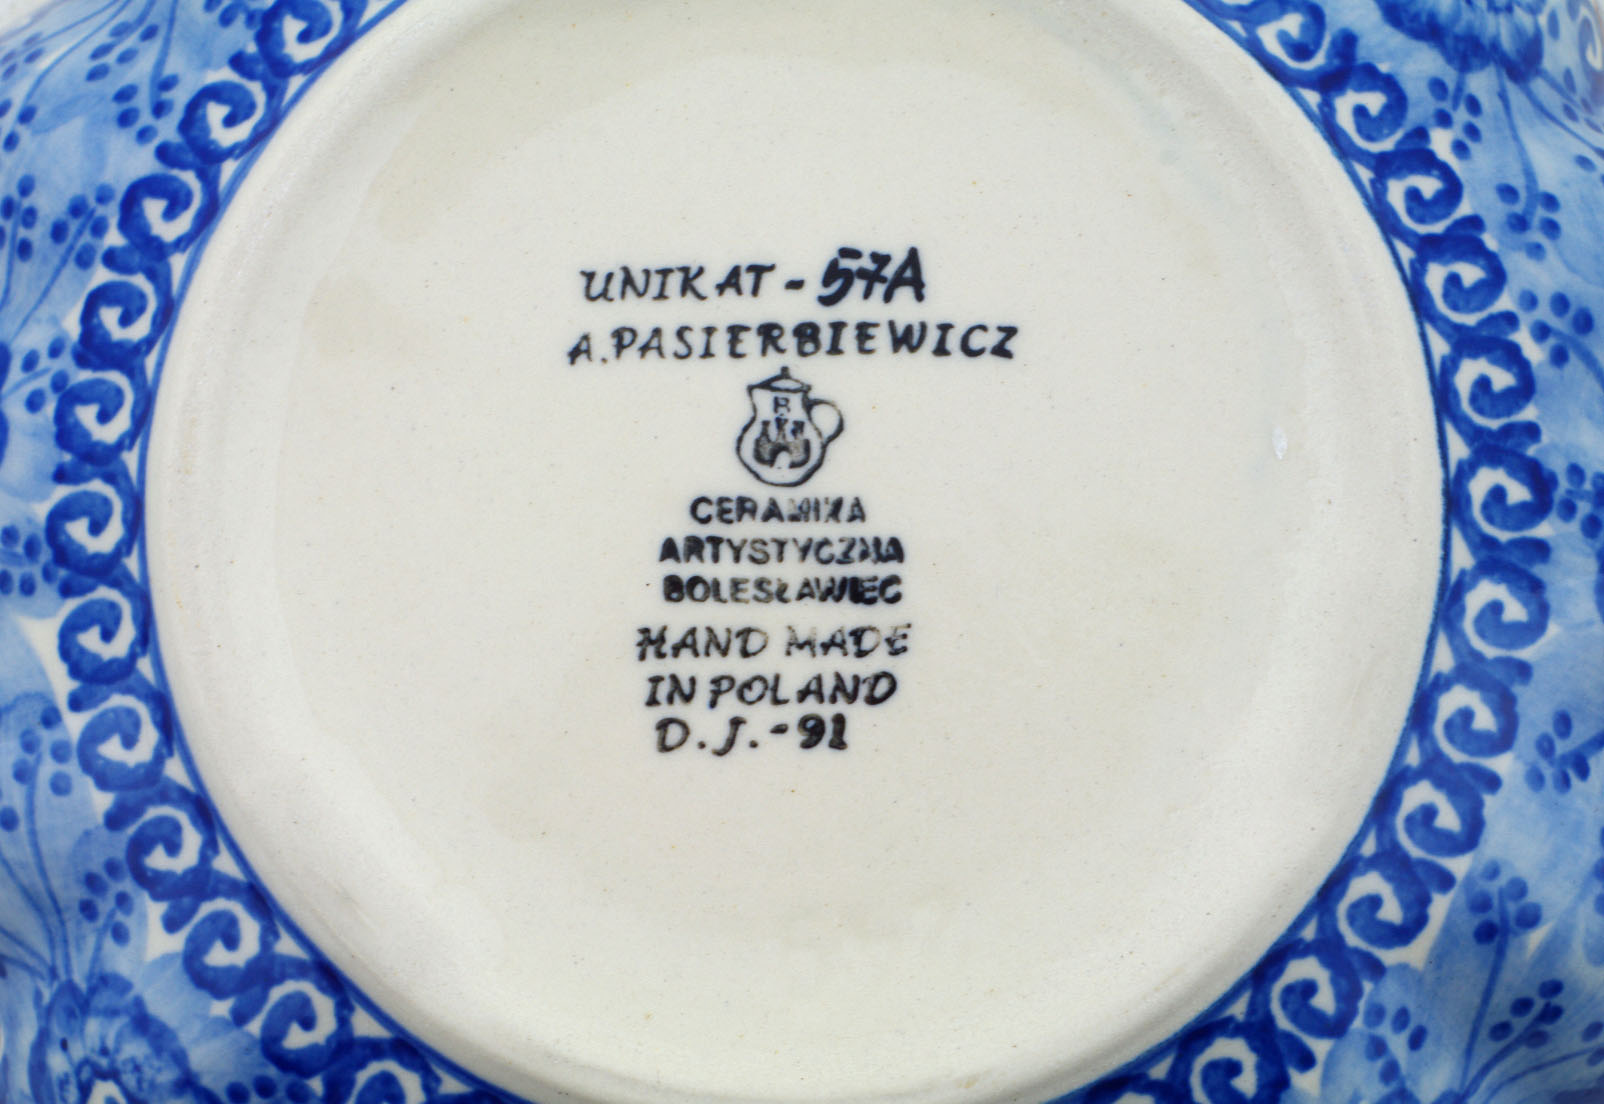 UNIKAT - 57A
A. PASIERBIEWICZ
B
CERAMIKA
ARTYSTYCZNA
BOLESŁAWIEC
HAND MADE
IN POLAND
D.J.-91